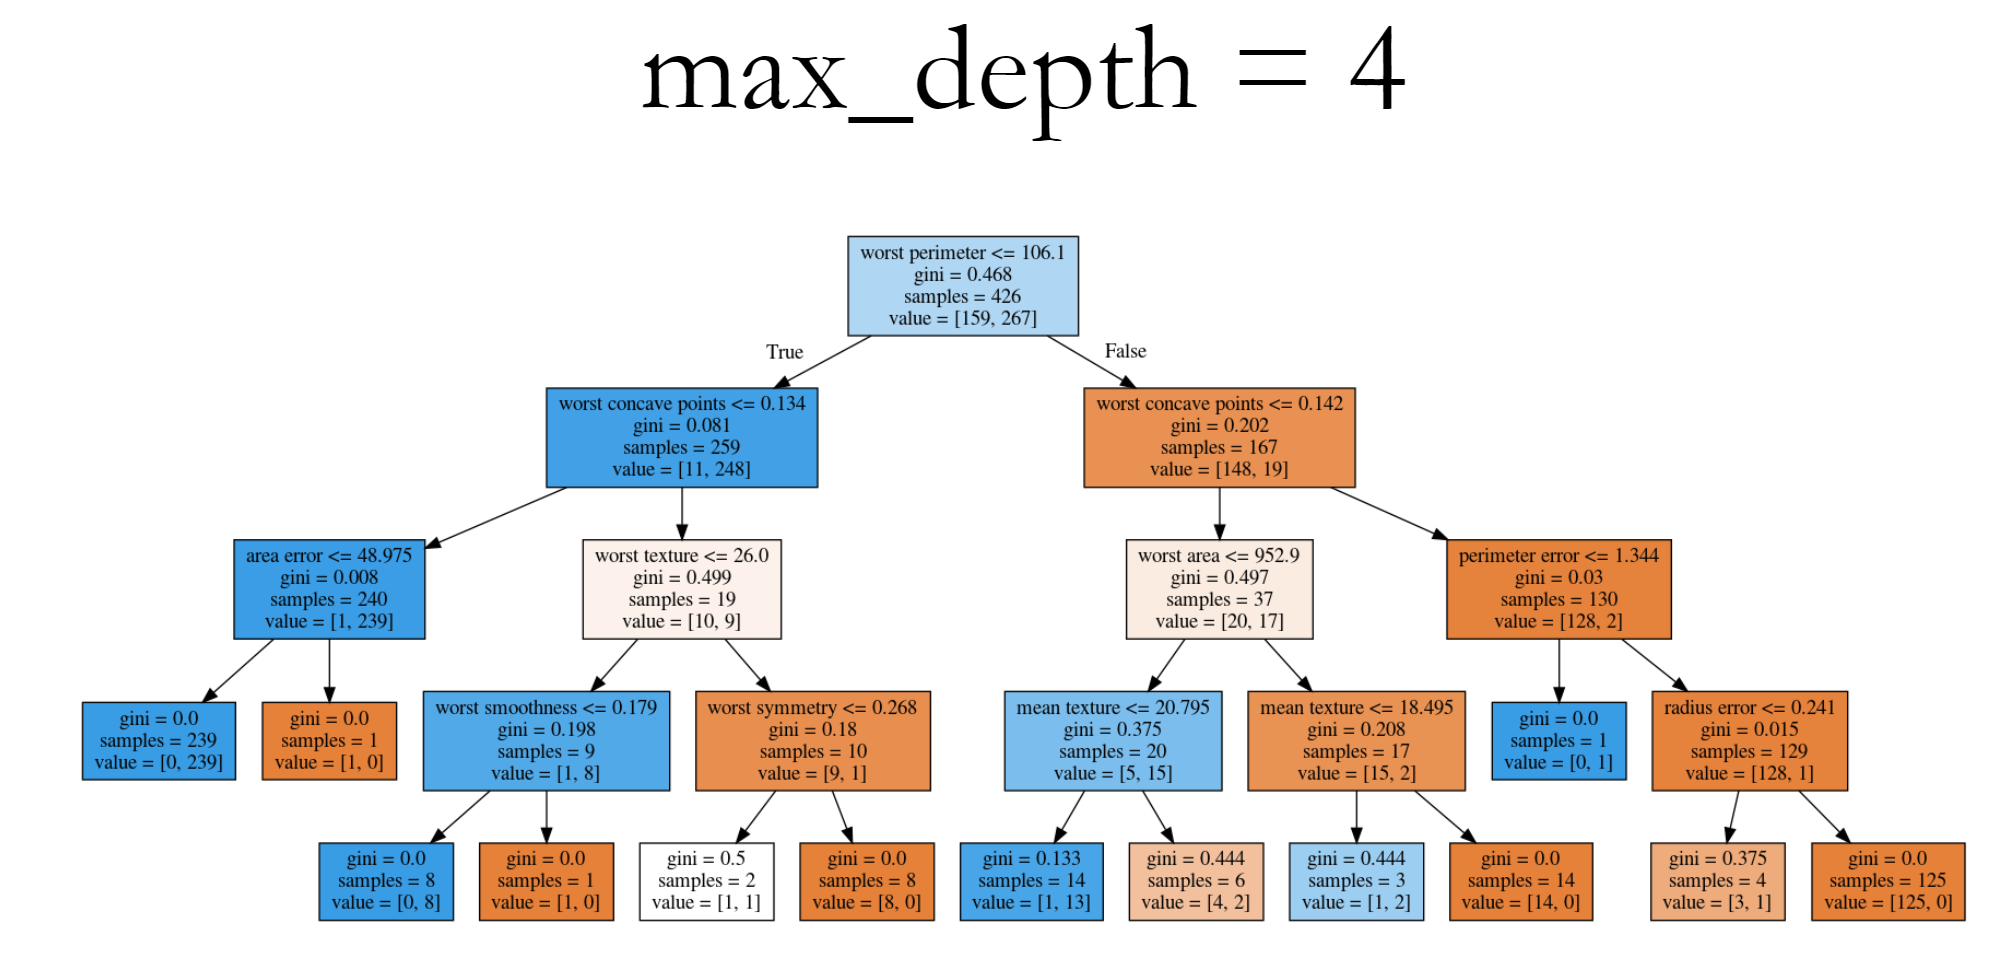 max_depth = 4
worst perimeter <= 106.1
gini = 0.468
samples = 426
value = [159, 267]
True
False
worst concave points <= 0.134
gini = 0.081
samples = 259
value = [11, 248]
worst concave points <= 0.142
gini = 0.202
samples = 167
value = [148, 19]
area error <= 48.975
gini = 0.008
samples = 240
value = [1, 239]
worst texture <= 26.0
gini = 0.499
samples = 19
value = [10, 9]
worst area <= 952.9
gini = 0.497
samples = 37
value = [20, 17]
perimeter error <= 1.344
gini = 0.03
samples = 130
value = [128, 2]
gini = 0.0
samples = 239
value = [0, 239]
gini = 0.0
samples = 1
value = [1, 0]
worst smoothness <= 0.179
gini = 0.198
samples = 9
value = [1, 8]
worst symmetry <= 0.268
gini = 0.18
samples = 10
value = [9, 1]
mean texture <= 20.795
gini = 0.375
samples = 20
value = [5, 15]
mean texture <= 18.495
gini = 0.208
samples = 17
value = [15, 2]
gini = 0.0
samples = 1
value = [0, 1]
radius error <= 0.241
gini = 0.015
samples = 129
value = [128, 1]
gini = 0.0
samples = 8
value = [0, 8]
gini = 0.0
samples = 1
value = [1, 0]
gini = 0.5
samples = 2
value = [1, 1]
gini = 0.0
samples = 8
value = [8, 0]
gini = 0.133
samples = 14
value = [1, 13]
gini = 0.444
samples = 6
value = [4, 2]
gini = 0.444
samples = 3
value = [1, 2]
gini = 0.0
samples = 14
value = [14, 0]
gini = 0.375
samples = 4
value = [3, 1]
gini = 0.0
samples = 125
value = [125, 0]